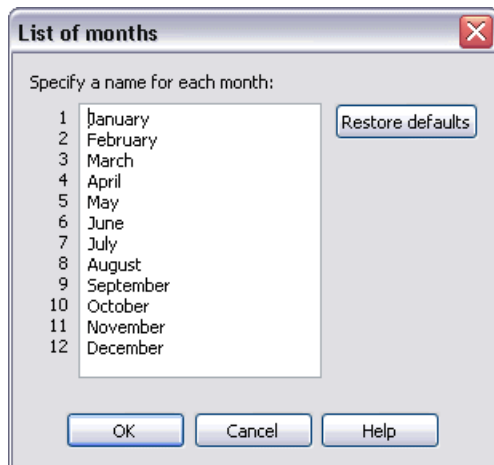 List of months
Specify a name for each month:
1 January
2 February
3 March
4 April
5 May
6 June
7 July
8 August
9 September
10 October
11 November
12 December
Restore defaults
OK Cancel Help